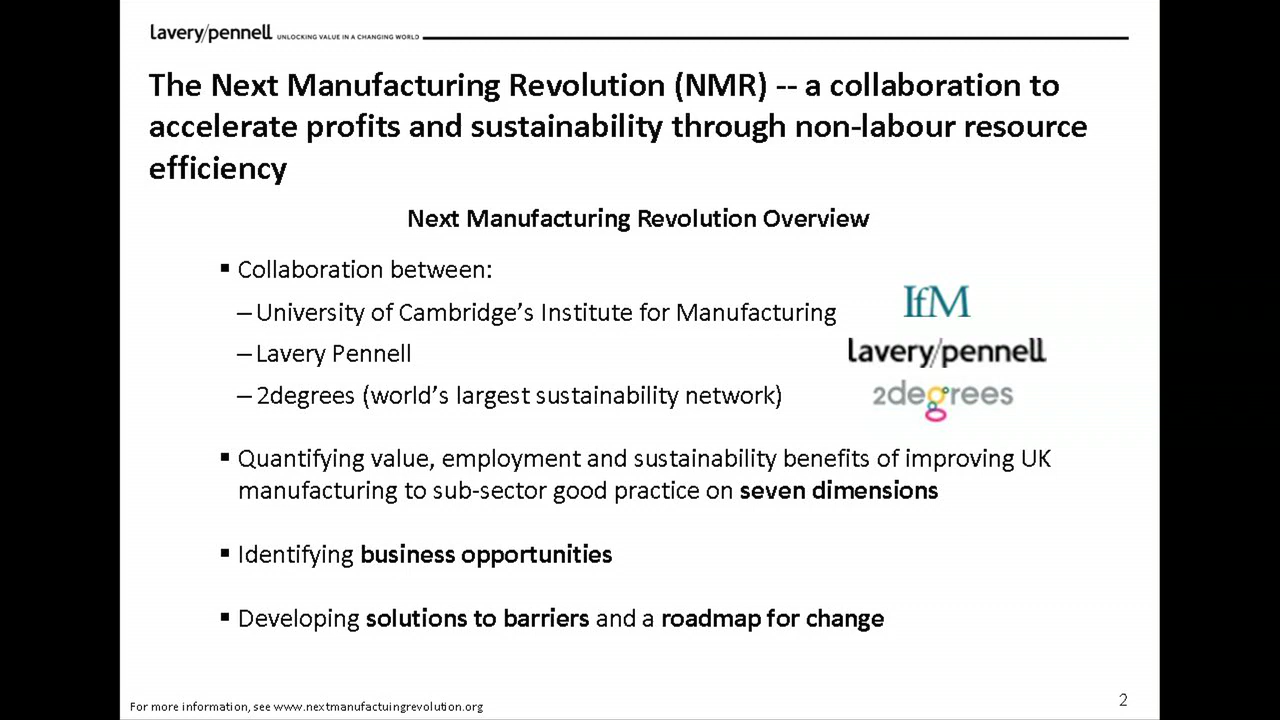 lavery/pennell UNLOCKING VALUE IN A CHANGING WORLD
The Next Manufacturing Revolution (NMR) -- a collaboration to
accelerate profits and sustainability through non-labour resource
efficiency
Next Manufacturing Revolution Overview
▪ Collaboration between:
– University of Cambridge’s Institute for Manufacturing
IfM
– Lavery Pennell
lavery/pennell
– 2degrees (world’s largest sustainability network)
2degrees
▪ Quantifying value, employment and sustainability benefits of improving UK
manufacturing to sub-sector good practice on seven dimensions
▪ Identifying business opportunities
▪ Developing solutions to barriers and a roadmap for change
For more information, see www.nextmanufactuingrevolution.org
2